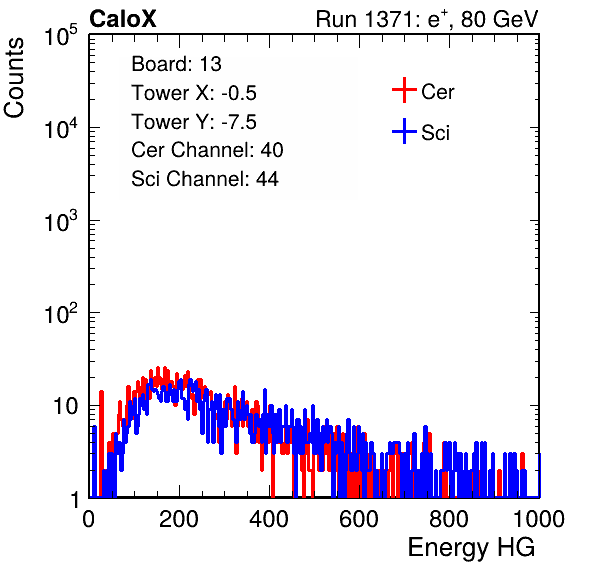 CaloX Run 1371: e⁺, 80 GeV
Counts
Board: 13
Tower X: -0.5
Tower Y: -7.5
Cer Channel: 40
Sci Channel: 44
Cer
Sci
10⁵
10⁴
10³
10²
10
1
0 200 400 600 800 1000
Energy HG